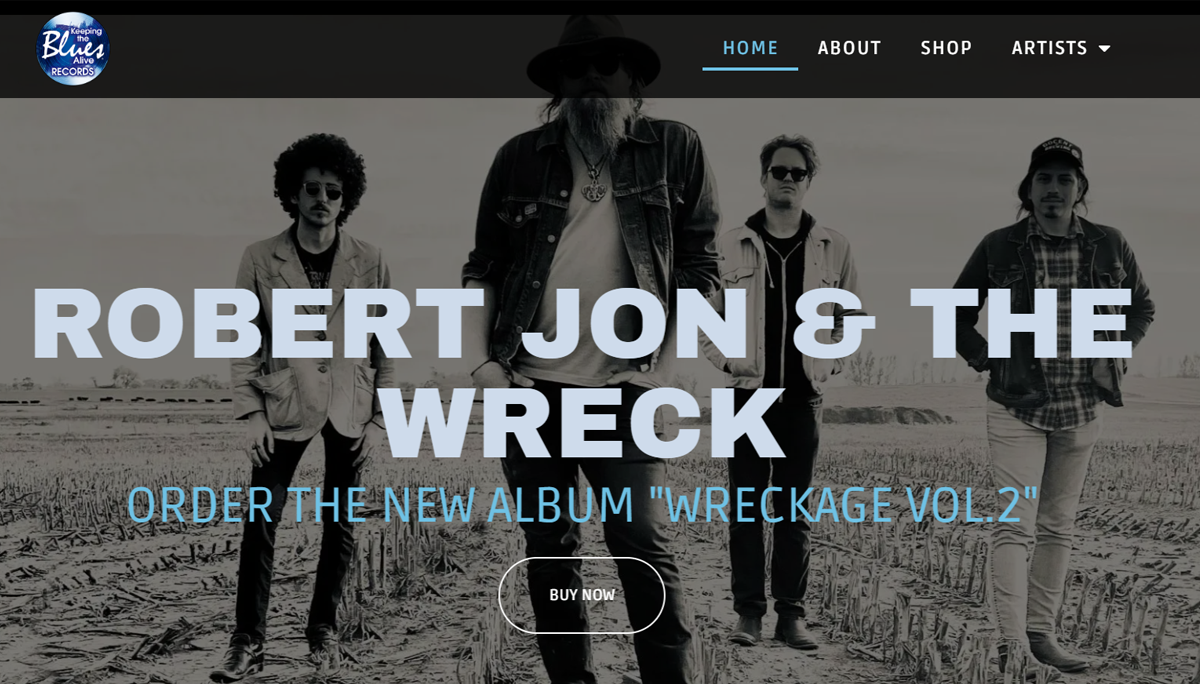 Keeping
the
Blues
Alive
RECORDS
HOME ABOUT SHOP ARTISTS
ROBERT JON & THE
WRECK
ORDER THE NEW ALBUM "WRECKAGE VOL.2"
BUY NOW